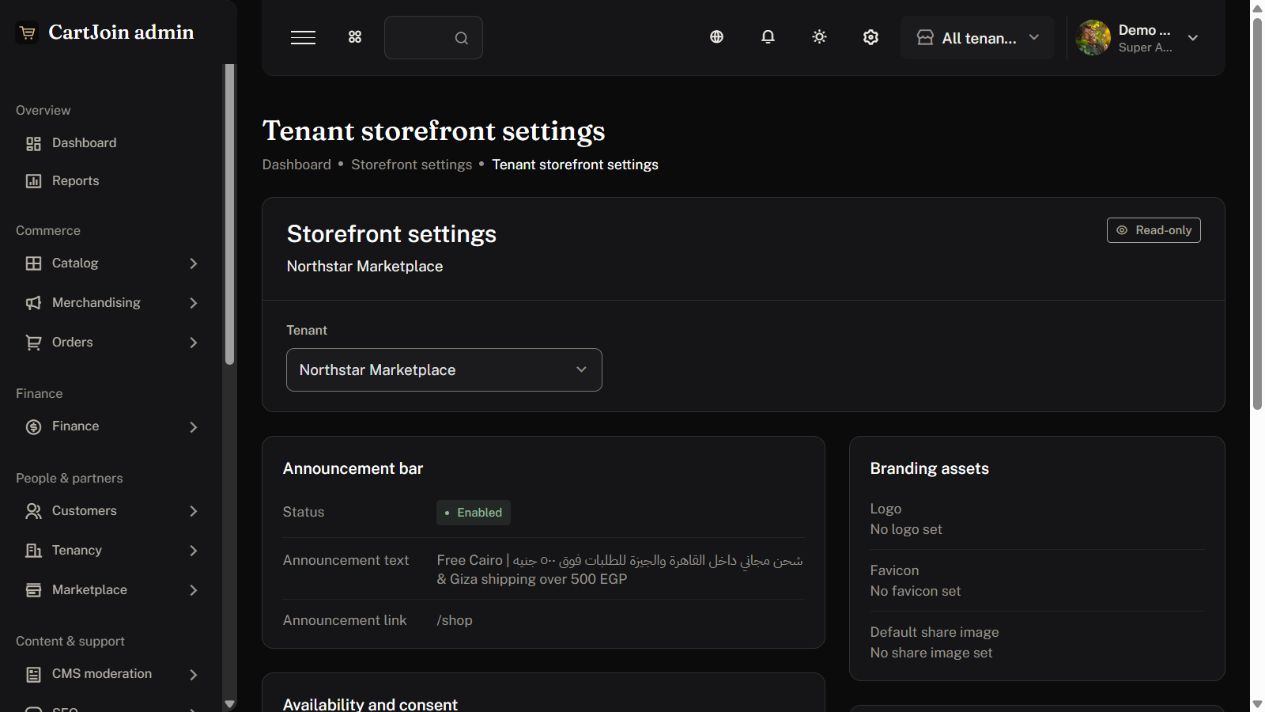 CartJoin admin
All tenan...
Demo ...
Super A...
Overview
Dashboard
Reports
Commerce
Catalog
Merchandising
Orders
Finance
Finance
People & partners
Customers
Tenancy
Marketplace
Content & support
CMS moderation
SEO
Tenant storefront settings
Dashboard • Storefront settings • Tenant storefront settings
Storefront settings
Read-only
Northstar Marketplace
Tenant
Northstar Marketplace
Announcement bar
Status
Enabled
Announcement text
شحن مجاني داخل القاهرة والجيزة للطلبات فوق ٥٠٠ جنيه | Free Cairo
& Giza shipping over 500 EGP
Announcement link
/shop
Availability and consent
Branding assets
Logo
No logo set
Favicon
No favicon set
Default share image
No share image set